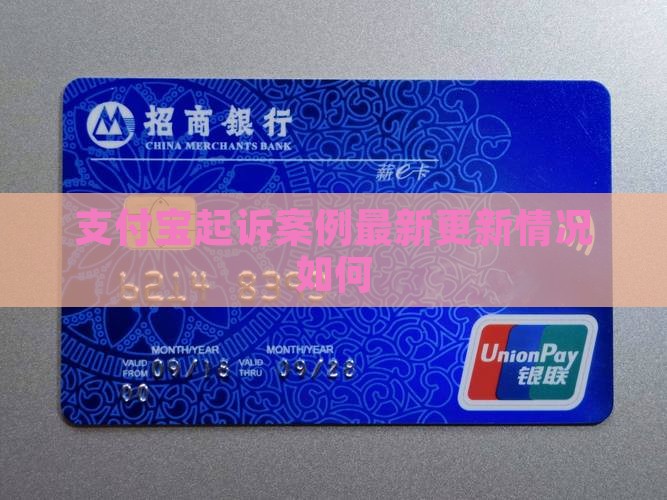 招商银行
CHINA MERCHANTS BANK
薪e卡
支付宝起诉案例最新更新情况
如何
6214
MONTH/YEAR MONTH/YEAR
VALID FROM 09/18 VALID THRU 09/28
00
UnionPay
银联